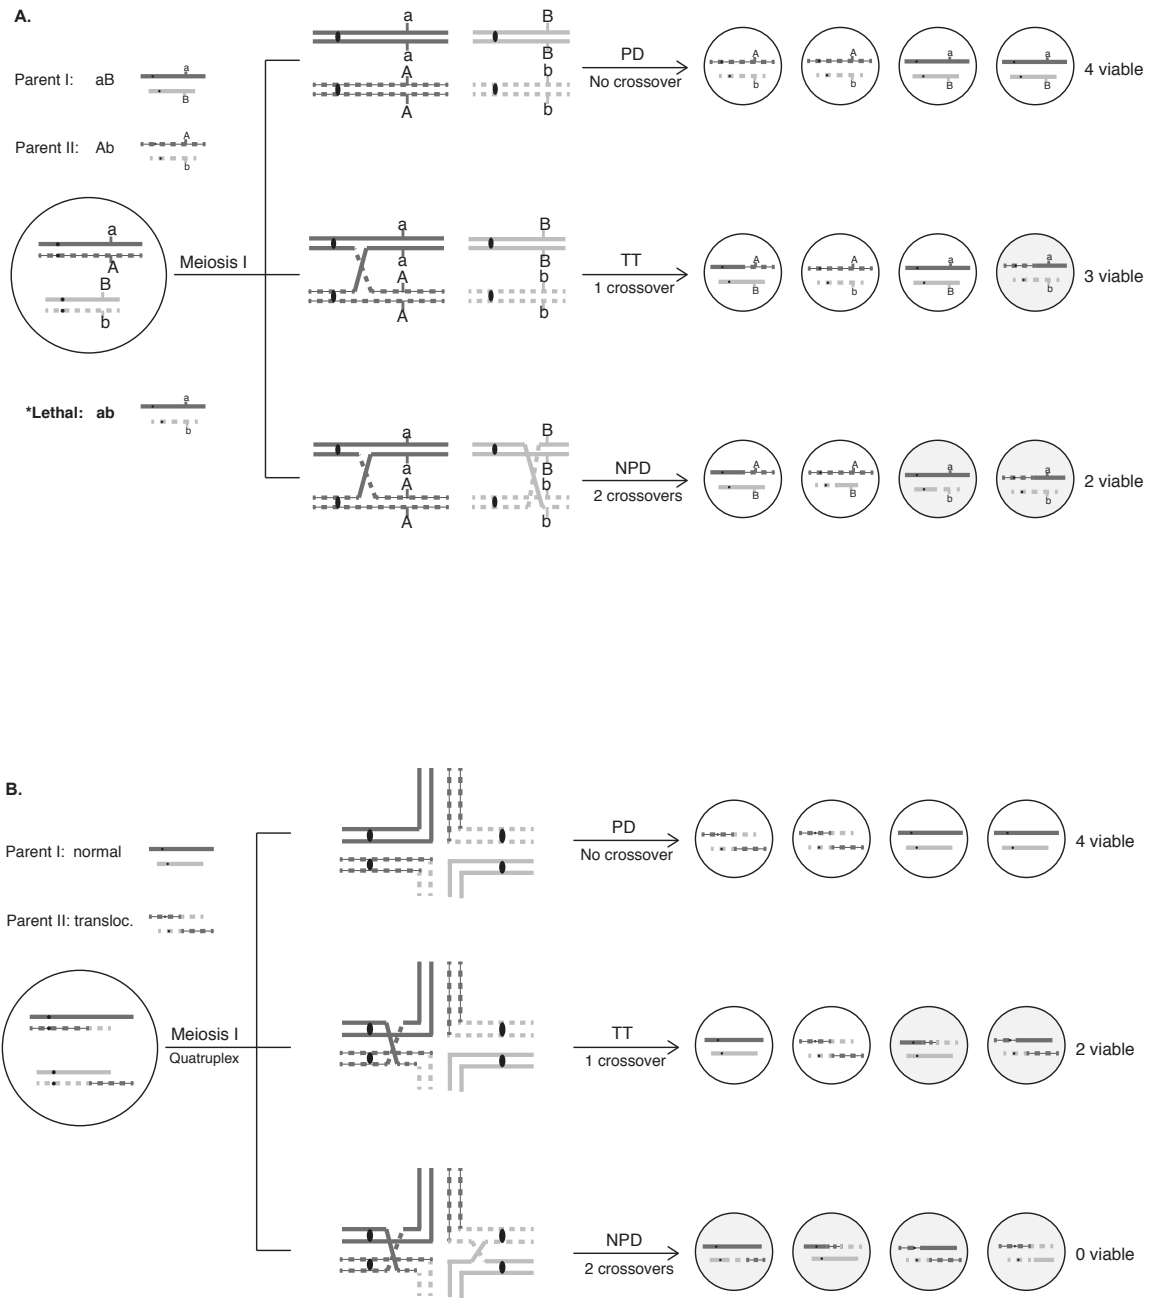 A.
Parent I: aB
a
B
Parent II: Ab
A
b
a
A
B
b
Meiosis I
*Lethal: ab
a
b
a
a
A
A
B
B
b
b
PD
No crossover
A
b
A
b
a
B
a
B
4 viable
a
a
A
A
B
B
b
b
TT
1 crossover
A
B
A
b
a
B
a
b
3 viable
a
a
A
A
B
B
b
b
NPD
2 crossovers
A
B
A
B
a
b
a
b
2 viable
B.
Parent I: normal
Parent II: transloc.
Meiosis I
Quatruplex
PD
No crossover
4 viable
TT
1 crossover
2 viable
NPD
2 crossovers
0 viable